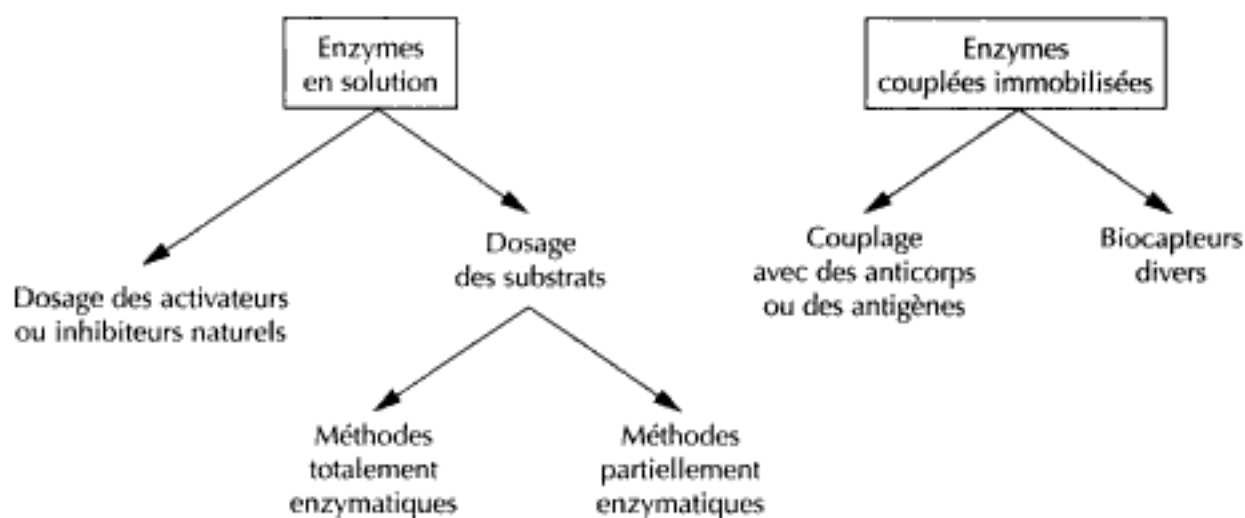 Enzymes
en solution
Enzymes
couplées immobilisées
Dosage
des substrats
Couplage
avec des anticorps
ou des antigènes
Biocapteurs
divers
Dosage des activateurs
ou inhibiteurs naturels
Méthodes
totalement
enzymatiques
Méthodes
partiellement
enzymatiques